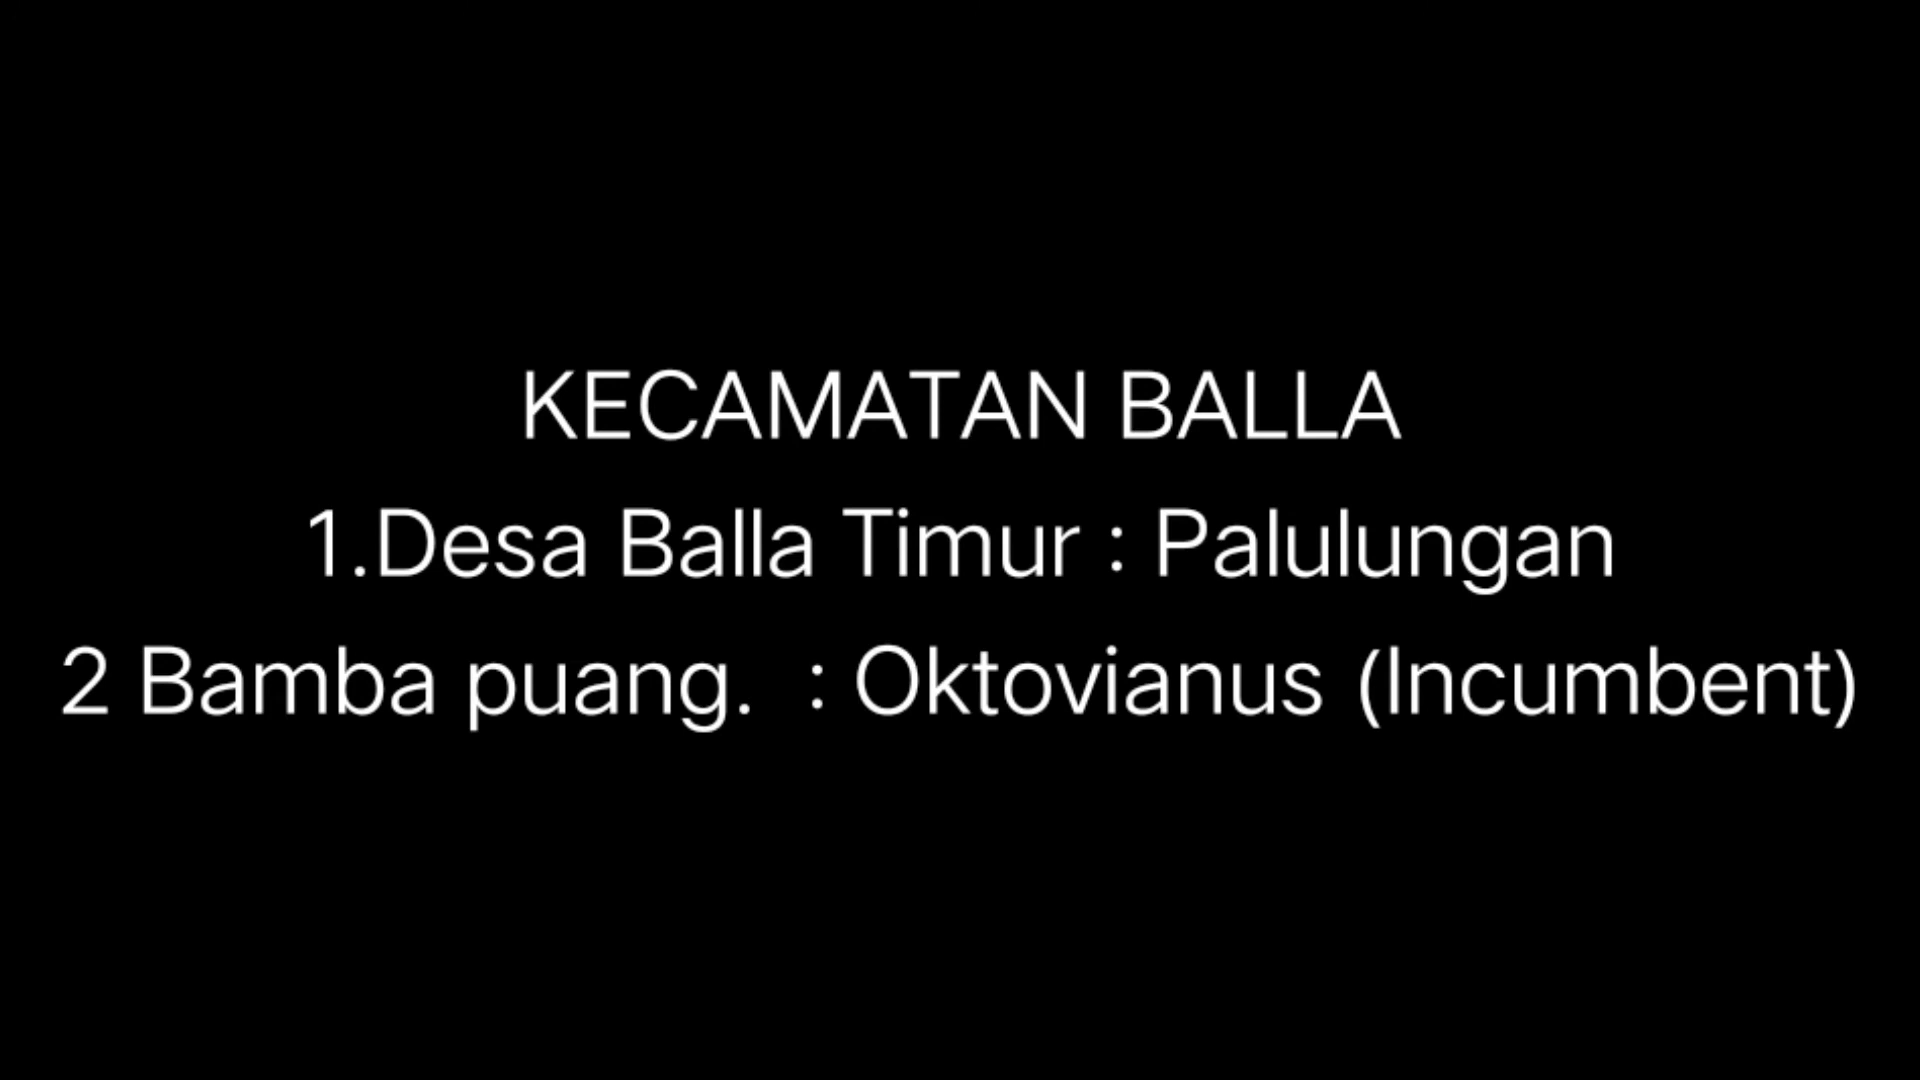 KECAMATAN BALLA
1.Desa Balla Timur : Palulungan
2 Bamba puang.  : Oktovianus (Incumbent)